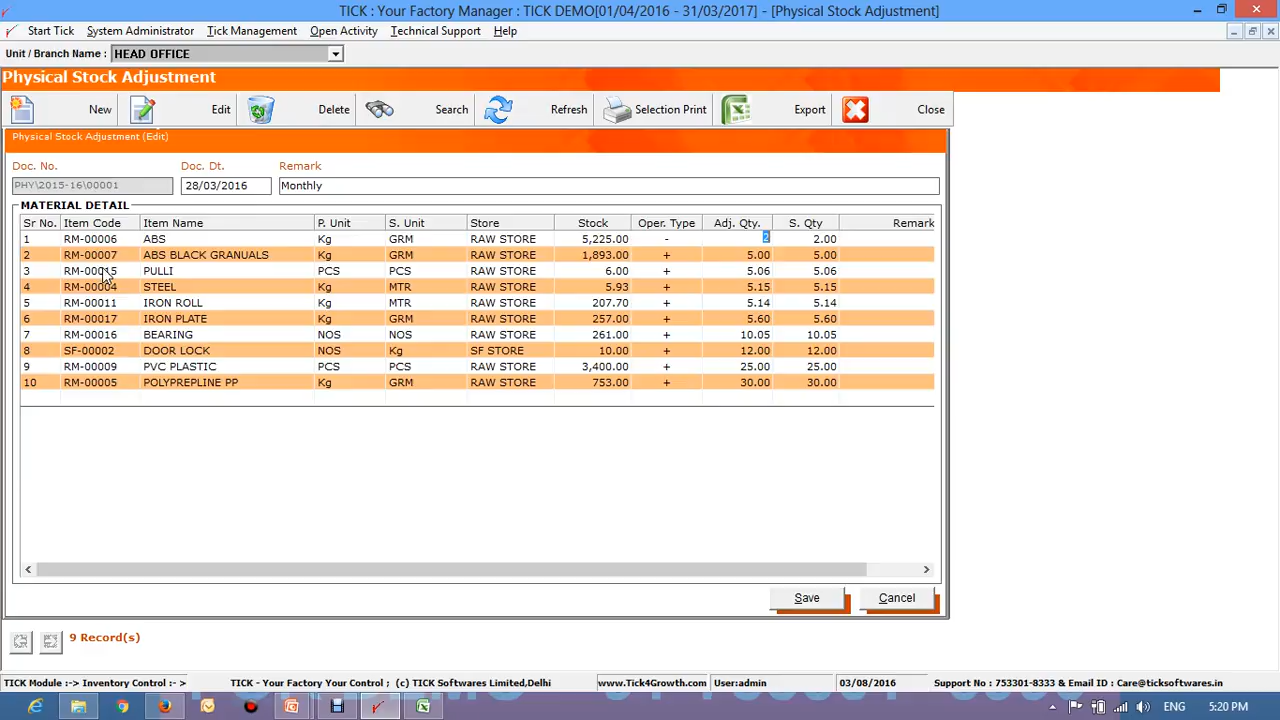 TICK : Your Factory Manager : TICK DEMO[01/04/2016 - 31/03/2017] - [Physical Stock Adjustment]
Start Tick System Administrator Tick Management Open Activity Technical Support Help
Unit / Branch Name : HEAD OFFICE
Physical Stock Adjustment
New Edit Delete Search Refresh Selection Print Export Close
Physical Stock Adjustment (Edit)
Doc. No. Doc. Dt. Remark
PHY\2015-16\00001 28/03/2016 Monthly
MATERIAL DETAIL
Sr No. Item Code Item Name P. Unit S. Unit Store Stock Oper. Type Adj. Qty. S. Qty Remark
1 RM-00006 ABS Kg GRM RAW STORE 5,225.00 - 2 2.00
2 RM-00007 ABS BLACK GRANUALS Kg GRM RAW STORE 1,893.00 + 5.00 5.00
3 RM-00015 PULLI PCS PCS RAW STORE 6.00 + 5.06 5.06
4 RM-00004 STEEL Kg MTR RAW STORE 5.93 + 5.15 5.15
5 RM-00011 IRON ROLL Kg MTR RAW STORE 207.70 + 5.14 5.14
6 RM-00017 IRON PLATE Kg GRM RAW STORE 257.00 + 5.60 5.60
7 RM-00016 BEARING NOS NOS RAW STORE 261.00 + 10.05 10.05
8 SF-00002 DOOR LOCK NOS Kg SF STORE 10.00 + 12.00 12.00
9 RM-00009 PVC PLASTIC PCS PCS RAW STORE 3,400.00 + 25.00 25.00
10 RM-00005 POLYPREPLINE PP Kg GRM RAW STORE 753.00 + 30.00 30.00
Save Cancel
9 Record(s)
TICK Module :-> Inventory Control :- > TICK - Your Factory Your Control ; (c) TICK Softwares Limited,Delhi www.Tick4Growth.com User:admin 03/08/2016 Support No : 753301-8333 & Email ID : Care@ticksoftwares.in
ENG 5:20 PM